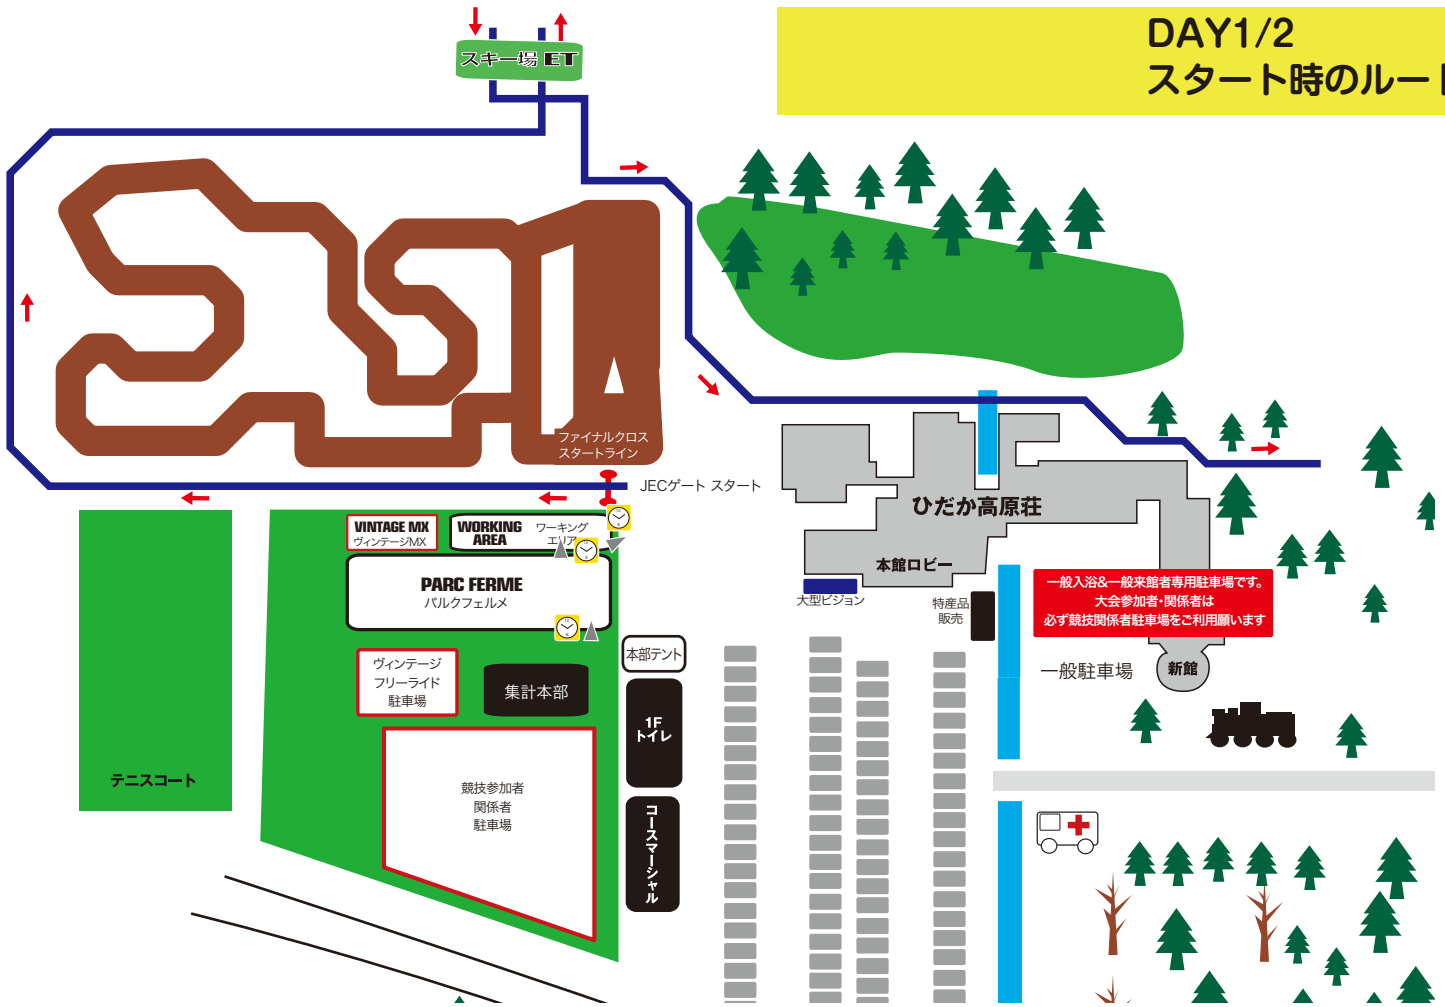 DAY1/2
スタート時のルート
スキー場 ET
ファイナルクロス
スタートライン
JECゲート スタート
VINTAGE MX
ヴィンテージMX
WORKING
AREA
ワーキング
エリア
PARC FERME
パルクフェルメ
ヴィンテージ
フリーライド
駐車場
集計本部
本部テント
1F
トイレ
コースマーシャル
競技参加者
関係者
駐車場
テニスコート
ひだか高原荘
本館ロビー
大型ビジョン
特産品
販売
一般入浴&一般来館者専用駐車場です。
大会参加者・関係者は
必ず競技関係者駐車場をご利用願います
一般駐車場
新館